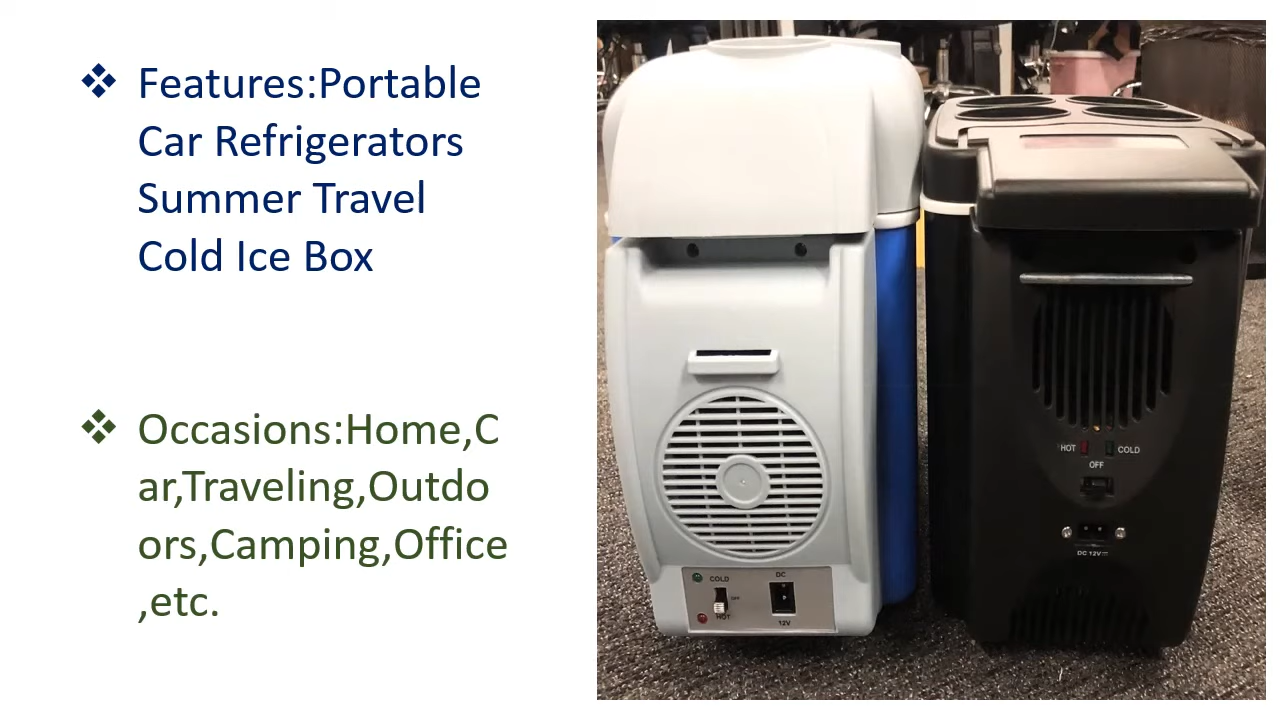 ❖ Features:Portable
Car Refrigerators
Summer Travel
Cold Ice Box
❖ Occasions:Home,C
ar,Traveling,Outdo
ors,Camping,Office
,etc.
COLD
OFF
HOT
DC
12V
HOT COLD
OFF
DC 12V